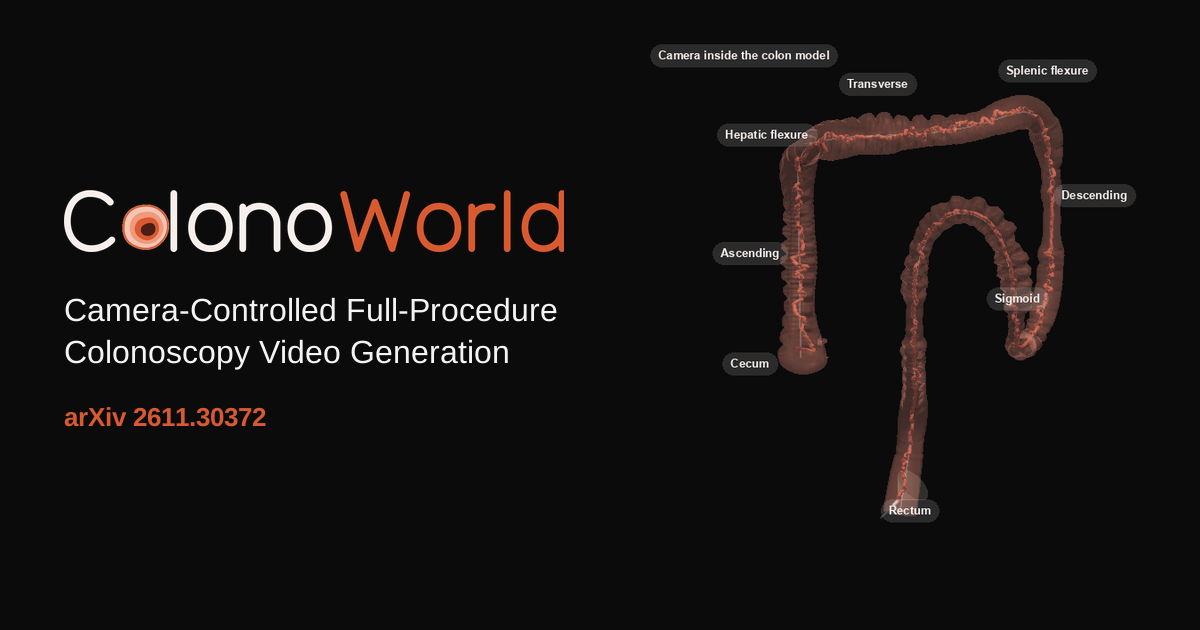 ColonoWorld
Camera-Controlled Full-Procedure
Colonoscopy Video Generation
arXiv 2611.30372
Camera inside the colon model
Transverse
Splenic flexure
Hepatic flexure
Descending
Ascending
Sigmoid
Cecum
Rectum